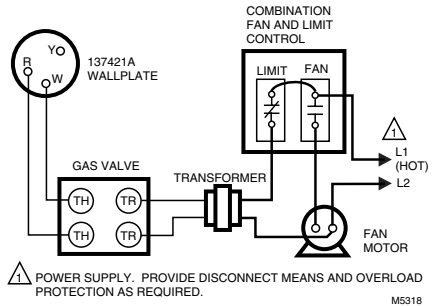 COMBINATION
FAN AND LIMIT
CONTROL
137421A
WALLPLATE
Y
R
W
LIMIT
FAN
1
L1
(HOT)
L2
GAS VALVE
TRANSFORMER
TH
TR
TH
TR
FAN
MOTOR
1 POWER SUPPLY. PROVIDE DISCONNECT MEANS AND OVERLOAD
PROTECTION AS REQUIRED.
M5318